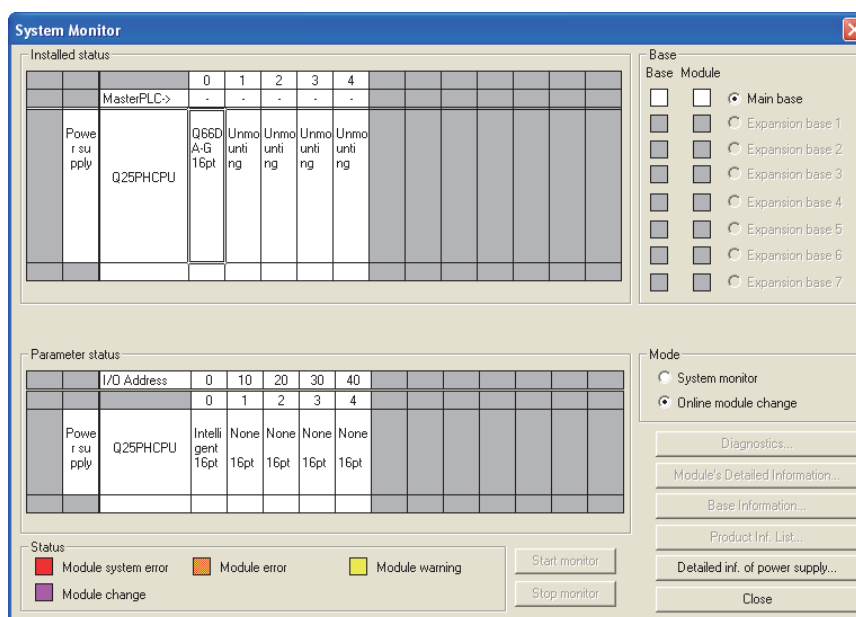 System Monitor
Installed status
0 1 2 3 4
MasterPLC-> - - - - -
Powe Q66D Unmo Unmo Unmo Unmo
r su A-G unti unti unti unti
pply Q25PHCPU 16pt ng ng ng ng
Base
Base Module
Main base
Expansion base 1
Expansion base 2
Expansion base 3
Expansion base 4
Expansion base 5
Expansion base 6
Expansion base 7
Parameter status
I/O Address 0 10 20 30 40
0 1 2 3 4
Powe Intelli None None None None
r su Q25PHCPU gent
pply 16pt 16pt 16pt 16pt 16pt
Mode
System monitor
Online module change
Diagnostics...
Module's Detailed Information...
Base Information...
Product Inf. List...
Detailed inf. of power supply...
Close
Status
Module system error Module error Module warning
Module change
Start monitor
Stop monitor